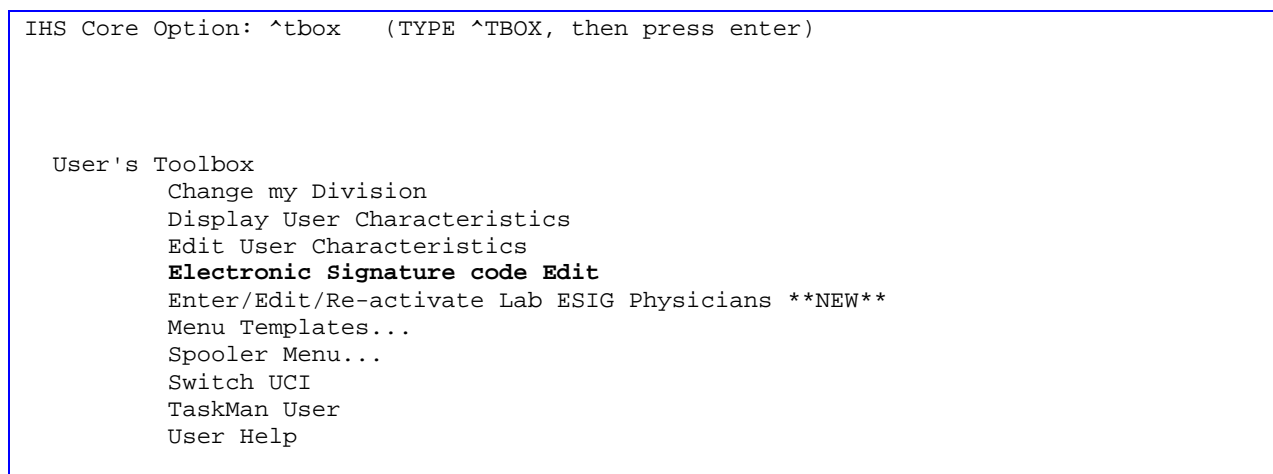 IHS Core Option: ^tbox (TYPE ^TBOX, then press enter)
User's Toolbox
Change my Division
Display User Characteristics
Edit User Characteristics
Electronic Signature code Edit
Enter/Edit/Re-activate Lab ESIG Physicians **NEW**
Menu Templates...
Spooler Menu...
Switch UCI
TaskMan User
User Help